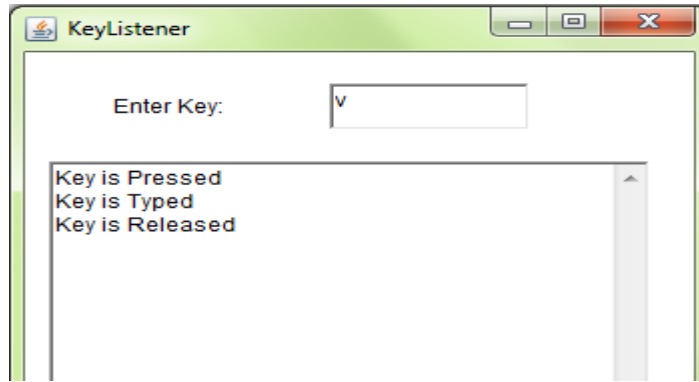 KeyListener
Enter Key:
v
Key is Pressed
Key is Typed
Key is Released